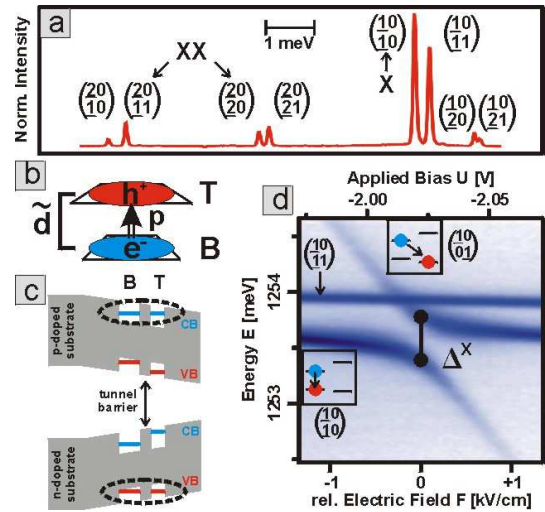 a
Norm. Intensity
1 meV
XX
X
(20
10)
(20
11)
(20
20)
(20
21)
(10
10)
(10
11)
(10
20)
(10
21)
b
d̃
h+
p
e-
T
B
c
B T
p-doped
substrate
CB
VB
tunnel
barrier
n-doped
substrate
CB
VB
d
Applied Bias U [V]
-2.00 -2.05
Energy E [meV]
1254
1253
(10
11)
(10
01)
(10
10)
ΔX
-1 0 +1
rel. Electric Field F [kV/cm]